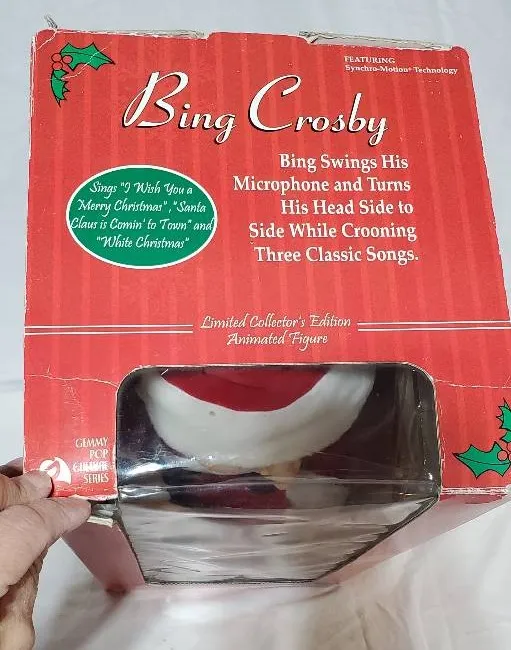 FEATURING
Synchro-Motion® Technology
Bing Crosby
Bing Swings His
Microphone and Turns
His Head Side to
Side While Crooning
Three Classic Songs.
Sings "I Wish You a
Merry Christmas", "Santa
Claus is Comin' to Town" and
"White Christmas"
Limited Collector's Edition
Animated Figure
GEMMY
POP
CULTURE
SERIES